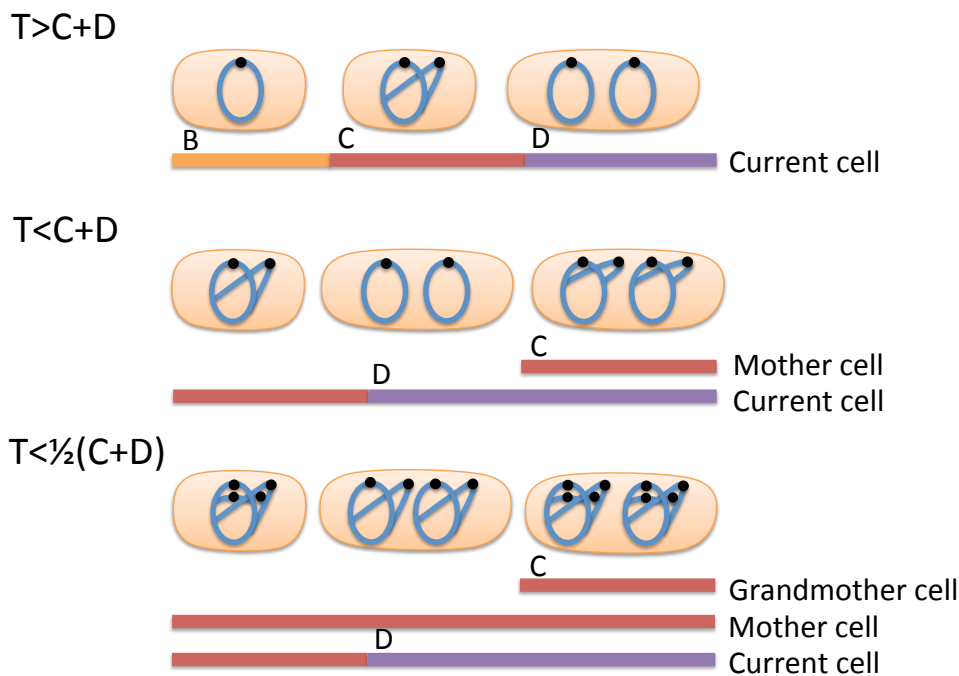 T>C+D
B C D
Current cell
T<C+D
C
Mother cell
D
Current cell
T<½(C+D)
C
Grandmother cell
Mother cell
D
Current cell